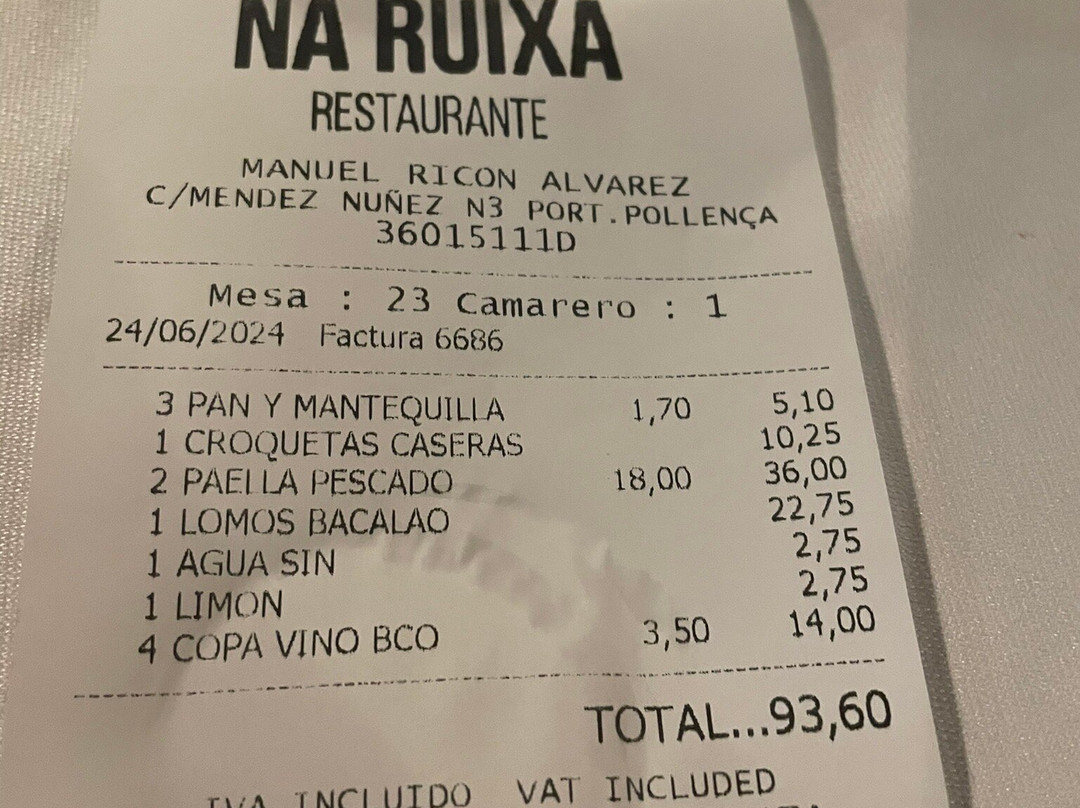 NA RUIXA
RESTAURANTE
MANUEL RICON ALVAREZ
C/MENDEZ NUÑEZ N3 PORT.POLLENÇA
36015111D
Mesa : 23 Camarero : 1
24/06/2024 Factura 6686
3 PAN Y MANTEQUILLA 1,70 5,10
1 CROQUETAS CASERAS 10,25
2 PAELLA PESCADO 18,00 36,00
1 LOMOS BACALAO 22,75
1 AGUA SIN 2,75
1 LIMON 2,75
4 COPA VINO BCO 3,50 14,00
TOTAL...93,60
IVA INCLUIDO VAT INCLUDED